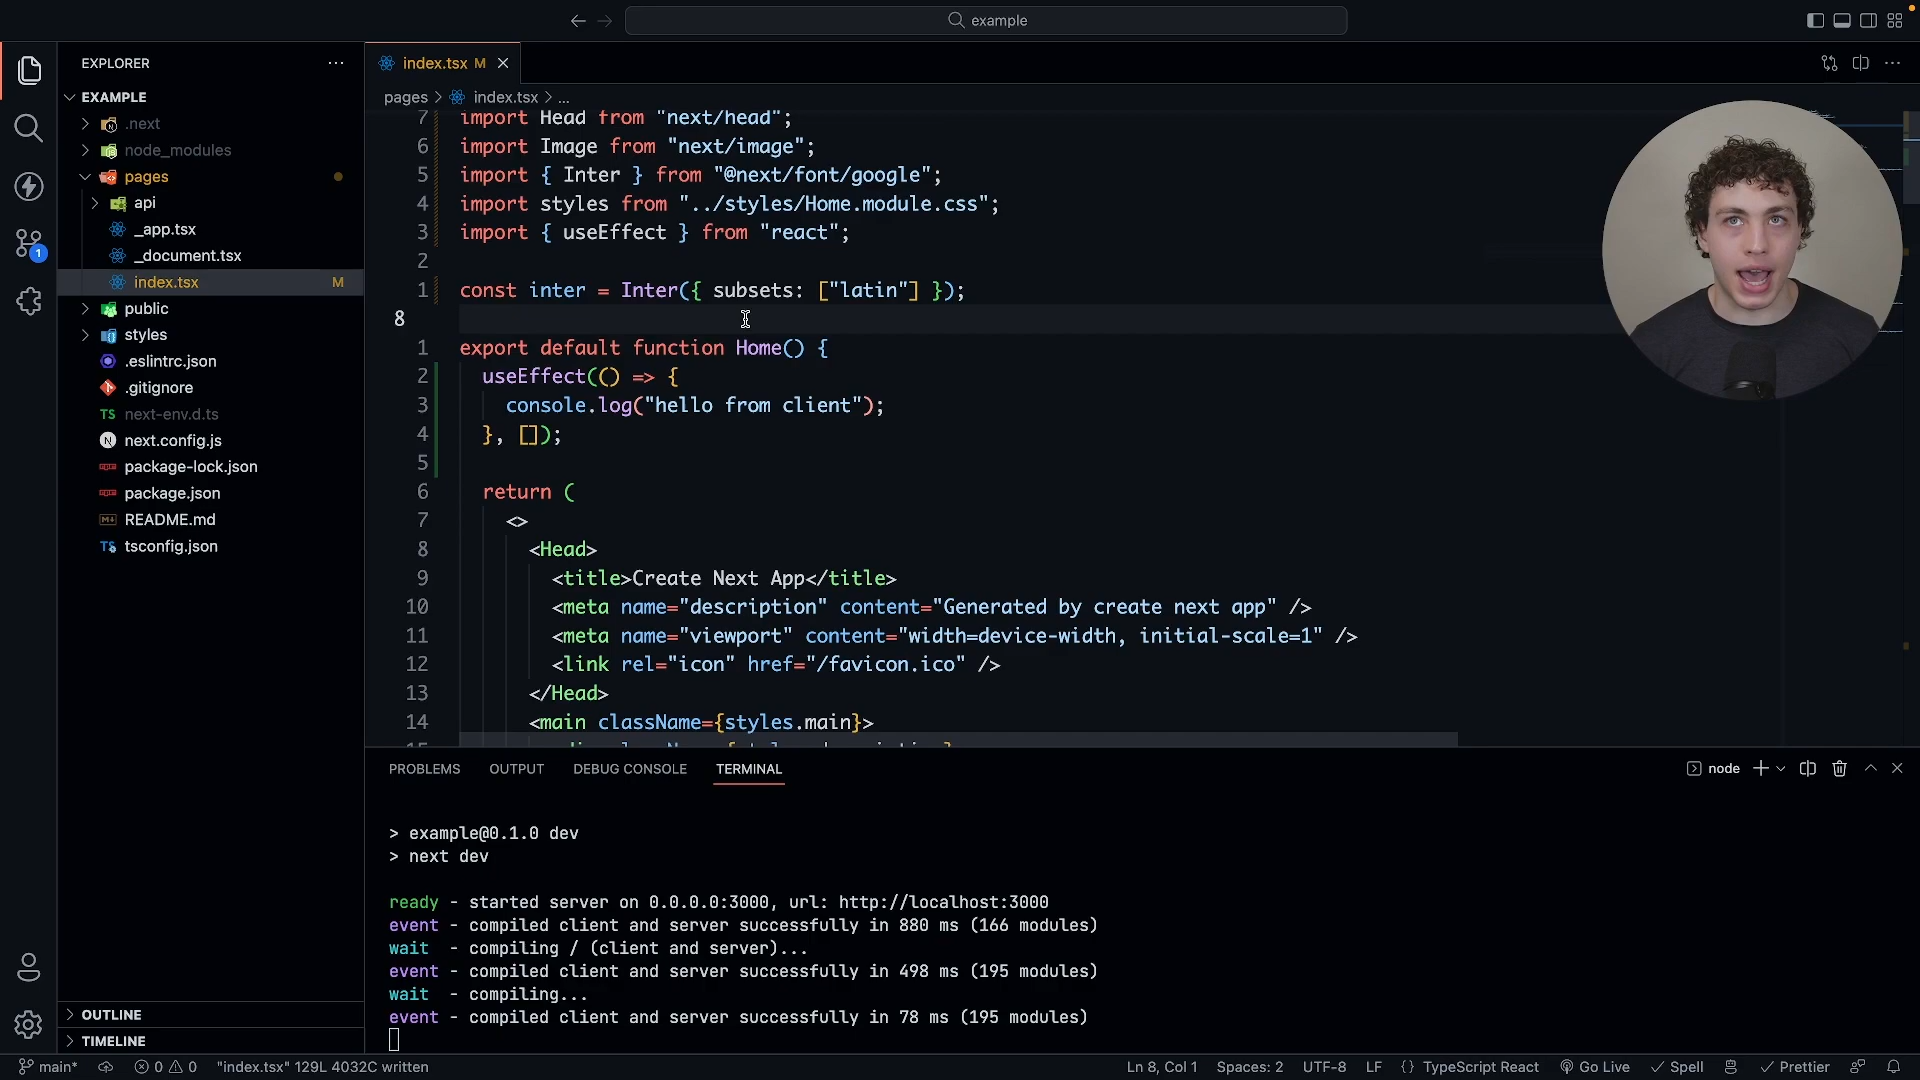 example
EXPLORER
EXAMPLE
.next
node_modules
pages
api
_app.tsx
_document.tsx
index.tsx M
public
styles
.eslintrc.json
.gitignore
TS next-env.d.ts
N next.config.js
package-lock.json
package.json
README.md
TS tsconfig.json
OUTLINE
TIMELINE
1
index.tsx M
pages > index.tsx > ...
7 import Head from "next/head";
6 import Image from "next/image";
5 import { Inter } from "@next/font/google";
4 import styles from "../styles/Home.module.css";
3 import { useEffect } from "react";
2
1 const inter = Inter({ subsets: ["latin"] });
8
1 export default function Home() {
2 useEffect(() => {
3 console.log("hello from client");
4 }, []);
5
6 return (
7 <>
8 <Head>
9 <title>Create Next App</title>
10 <meta name="description" content="Generated by create next app" />
11 <meta name="viewport" content="width=device-width, initial-scale=1" />
12 <link rel="icon" href="/favicon.ico" />
13 </Head>
14 <main className={styles.main}>
PROBLEMS OUTPUT DEBUG CONSOLE TERMINAL node
> example@0.1.0 dev
> next dev
ready - started server on 0.0.0.0:3000, url: http://localhost:3000
event - compiled client and server successfully in 880 ms (166 modules)
wait - compiling / (client and server)...
event - compiled client and server successfully in 498 ms (195 modules)
wait - compiling...
event - compiled client and server successfully in 78 ms (195 modules)
main* 0 0 "index.tsx" 129L 4032C written Ln 8, Col 1 Spaces: 2 UTF-8 LF {} TypeScript React Go Live Spell Prettier